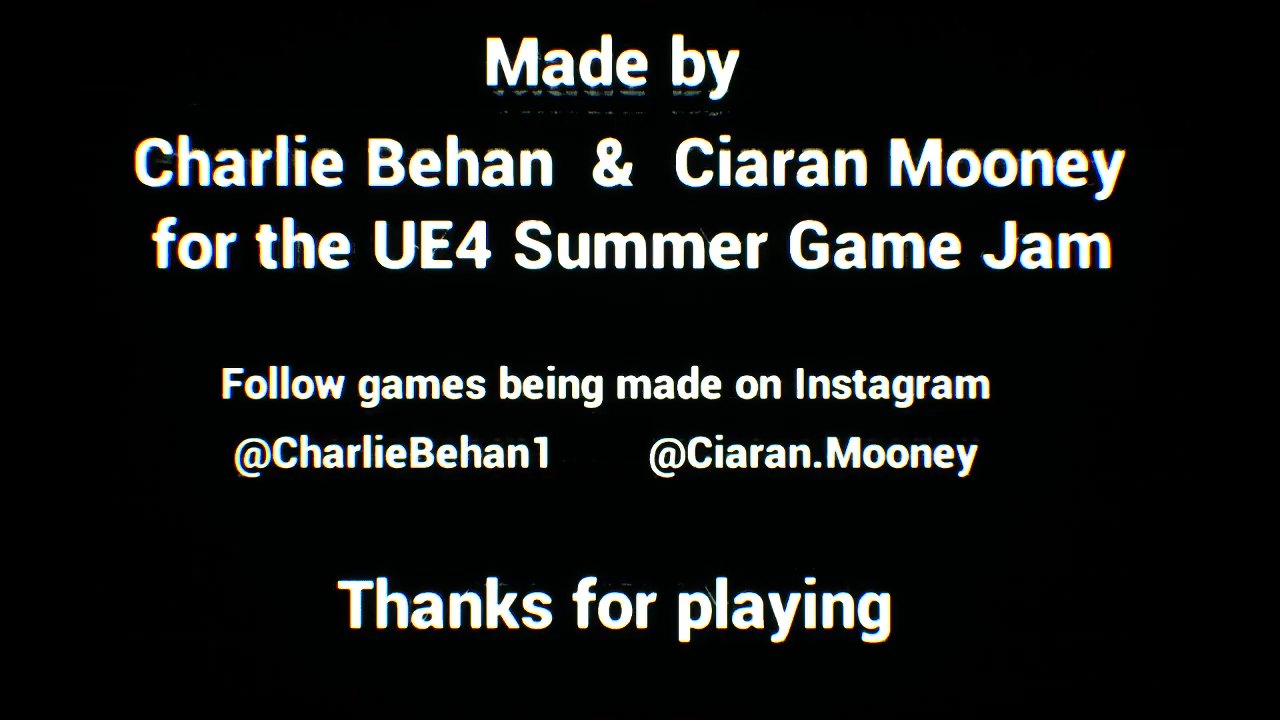 Made by
Charlie Behan & Ciaran Mooney
for the UE4 Summer Game Jam
Follow games being made on Instagram
@CharlieBehan1 @Ciaran.Mooney
Thanks for playing